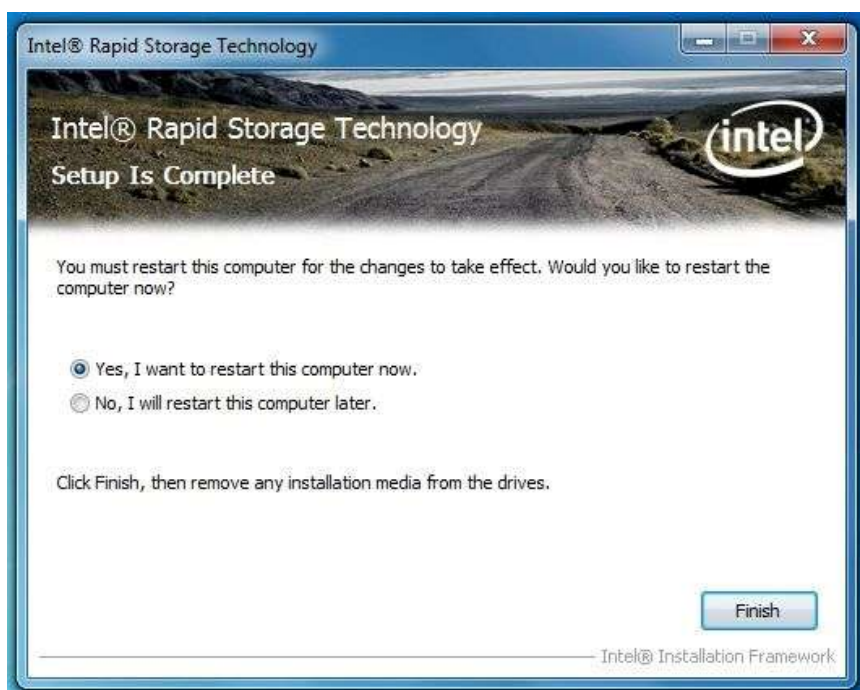 Intel® Rapid Storage Technology
Intel® Rapid Storage Technology
intel
Setup Is Complete
You must restart this computer for the changes to take effect. Would you like to restart the
computer now?
Yes, I want to restart this computer now.
No, I will restart this computer later.
Click Finish, then remove any installation media from the drives.
Finish
Intel® Installation Framework